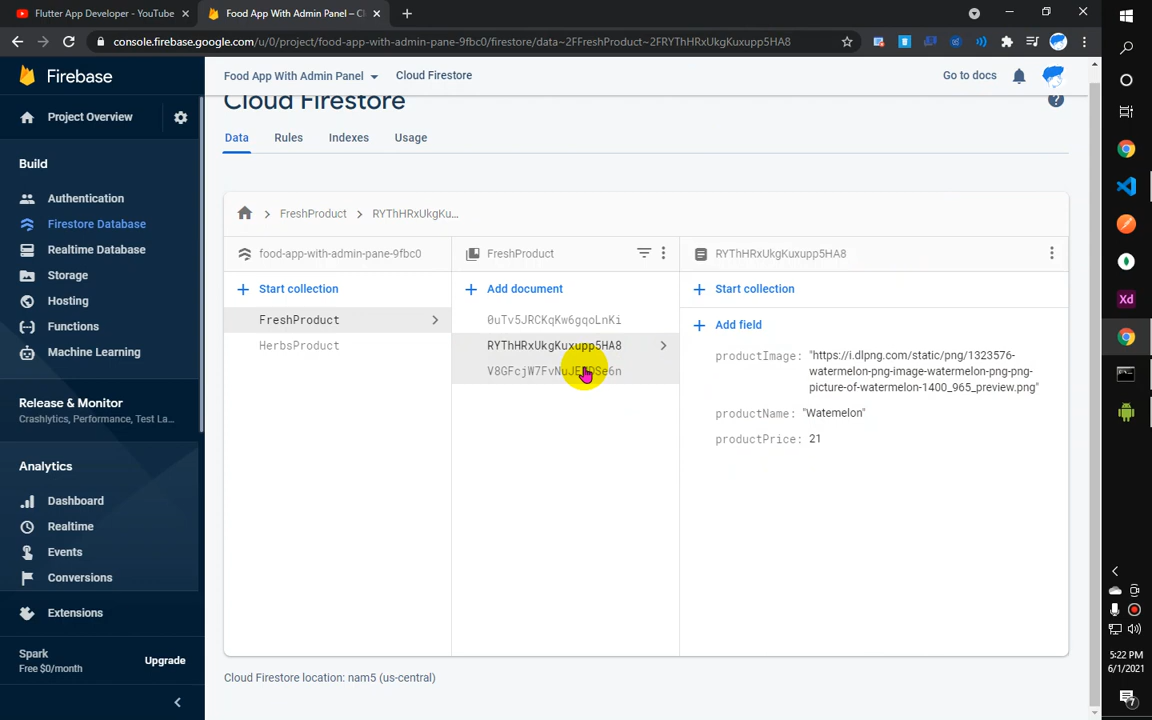 Flutter App Developer - YouTube
Food App With Admin Panel – Cl
console.firebase.google.com/u/0/project/food-app-with-admin-pane-9fbc0/firestore/data~2FFreshProduct~2FRYThHRxUkgKuxupp5HA8
Firebase
Food App With Admin Panel
Cloud Firestore
Go to docs
Project Overview
Cloud Firestore
Data
Rules
Indexes
Usage
Build
Authentication
Firestore Database
Realtime Database
Storage
Hosting
Functions
Machine Learning
FreshProduct
RYThHRxUkgKu...
food-app-with-admin-pane-9fbc0
FreshProduct
RYThHRxUkgKuxupp5HA8
Start collection
Add document
Start collection
FreshProduct
HerbsProduct
0uTv5JRCKqKw6gqoLnKi
RYThHRxUkgKuxupp5HA8
Add field
productImage: "https://i.dlpng.com/static/png/1323576-
watermelon-png-image-watermelon-png-png-
picture-of-watermelon-1400_965_preview.png"
productName: "Watemelon"
productPrice: 21
Release & Monitor
Crashlytics, Performance, Test La...
Analytics
Dashboard
Realtime
Events
Conversions
Extensions
Spark
Free $0/month
Upgrade
Cloud Firestore location: nam5 (us-central)
Xd
5:22 PM
6/1/2021
7